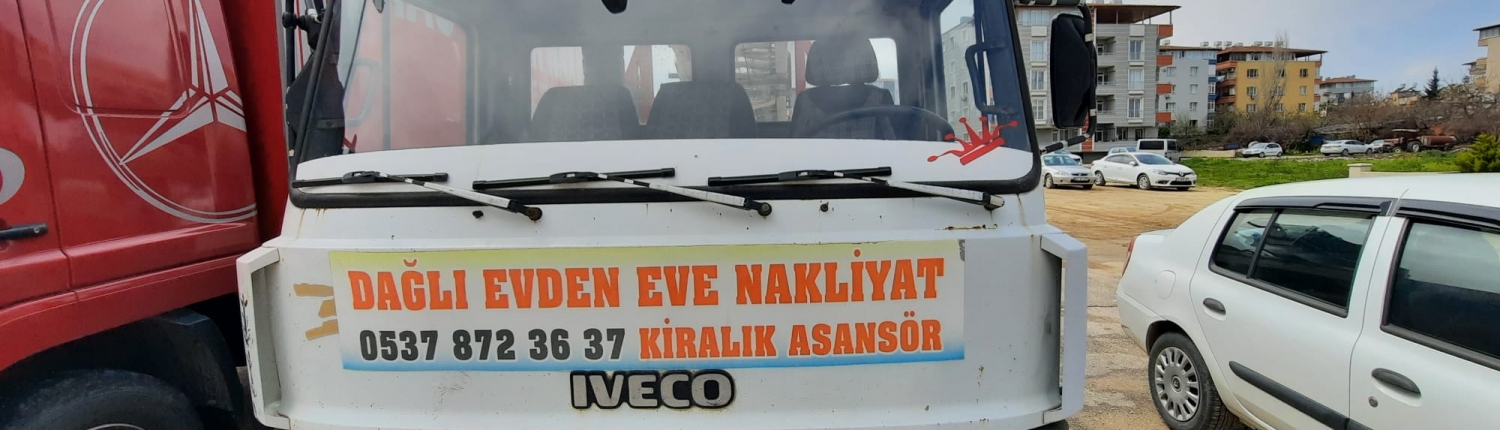 DAĞLI EVDEN EVE NAKLİYAT
0537 872 36 37 KİRALIK ASANSÖR
IVECO